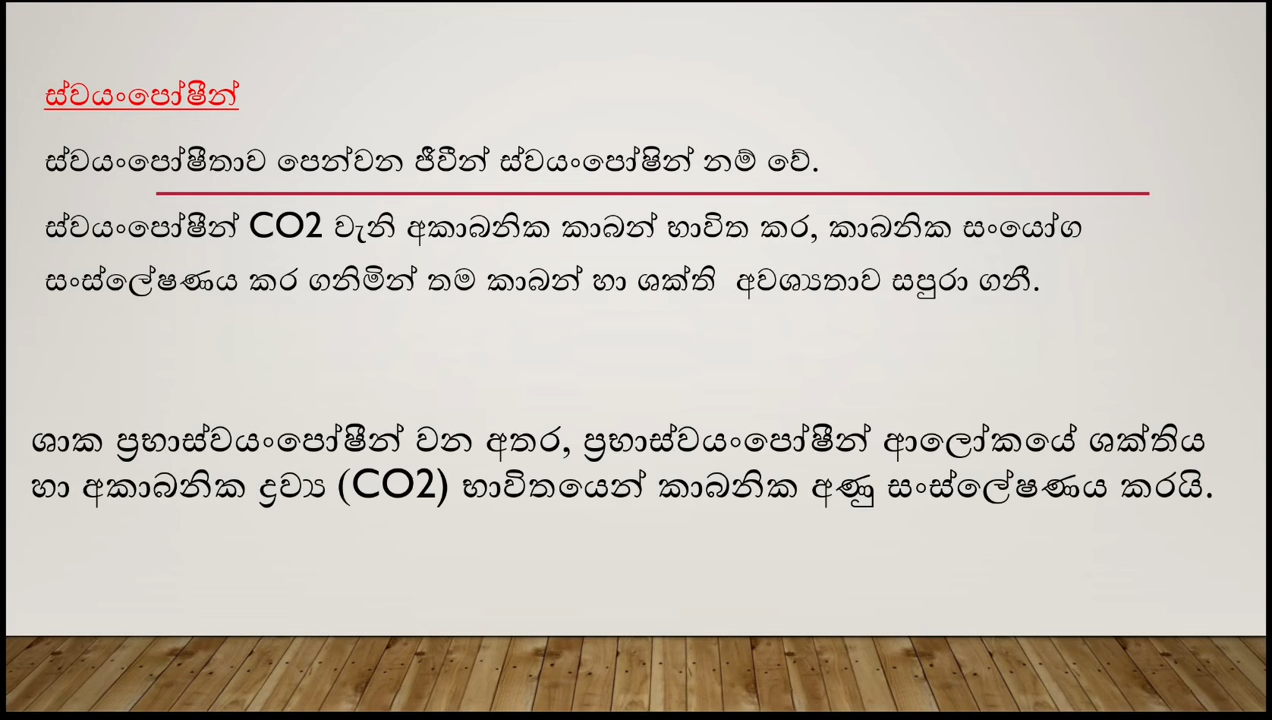 ස්වයංපෝෂීන්
ස්වයංපෝෂීතාව පෙන්වන ජීවීන් ස්වයංපෝෂීන් නම් වේ.
ස්වයංපෝෂීන් CO2 වැනි අකාබනික කාබන් භාවිත කර, කාබනික සංයෝග
සංස්ලේෂණය කර ගනිමින් තම කාබන් හා ශක්ති අවශ්‍යතාව සපුරා ගනී.
ශාක ප්‍රභාස්වයංපෝෂීන් වන අතර, ප්‍රභාස්වයංපෝෂීන් ආලෝකයේ ශක්තිය
හා අකාබනික ද්‍රව්‍ය (CO2) භාවිතයෙන් කාබනික අණු සංස්ලේෂණය කරයි.